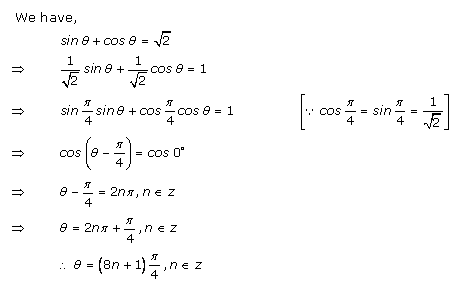 We have,
sin θ + cos θ = √2
⇒ 1/√2 sin θ + 1/√2 cos θ = 1
⇒ sin π/4 sin θ + cos π/4 cos θ = 1 [∵ cos π/4 = sin π/4 = 1/√2]
⇒ cos(θ - π/4) = cos 0°
⇒ θ - π/4 = 2nπ, n ∈ z
⇒ θ = 2nπ + π/4, n ∈ z
∴ θ = (8n + 1) π/4, n ∈ z